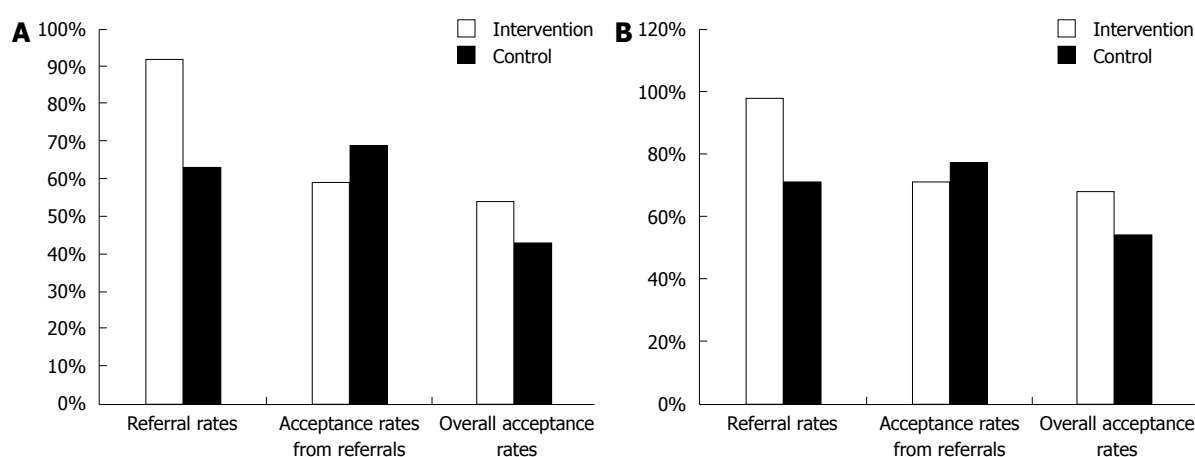 A
100%
90%
80%
70%
60%
50%
40%
30%
20%
10%
0%
Intervention
Control
Referral rates
Acceptance rates
from referrals
Overall acceptance
rates
B
120%
100%
80%
60%
40%
20%
0%
Intervention
Control
Referral rates
Acceptance rates
from referrals
Overall acceptance
rates